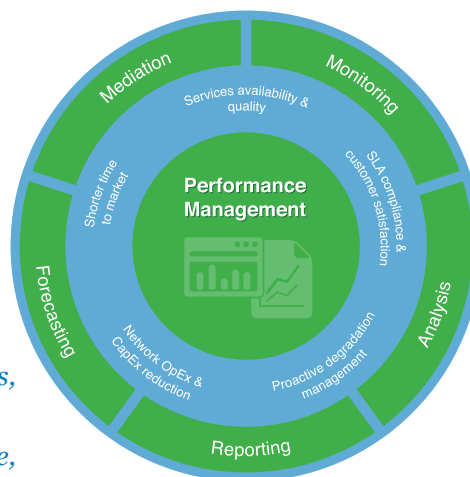 Mediation
Monitoring
Services availability &
quality
Shorter time
to market
SLA compliance &
customer satisfaction
Performance
Management
Forecasting
Analysis
Network OpEx &
CapEx reduction
Proactive degradation
management
Reporting
s,
e,